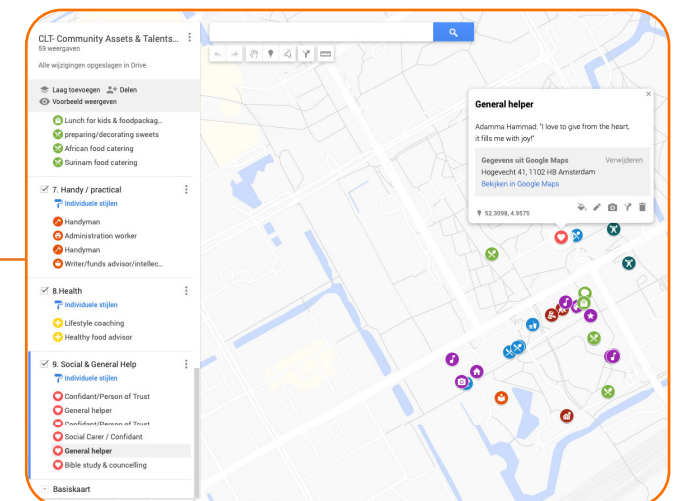 CLT- Community Assets & Talents...
59 weergaven
Alle wijzigingen opgeslagen in Drive
Laag toevoegen Delen
Voorbeeld weergeven
Lunch for kids & foodpackag...
preparing/decorating sweets
African food catering
Surinam food catering
7. Handy / practical
Individuele stijlen
Handyman
Administration worker
Handyman
Writer/funds advisor/intellec...
8.Health
Individuele stijlen
Lifestyle coaching
Healthy food advisor
9. Social & General Help
Individuele stijlen
Confidant/Person of Trust
General helper
Confidant/Person of Trust
Social Carer / Confidant
General helper
Bible study & councelling
Basiskaart
General helper
Adamma Hammad: "I love to give from the heart,
it fills me with joy!"
Gegevens uit Google Maps Verwijderen
Hogevecht 41, 1102 HB Amsterdam
Bekijken in Google Maps
52.3098, 4.9575